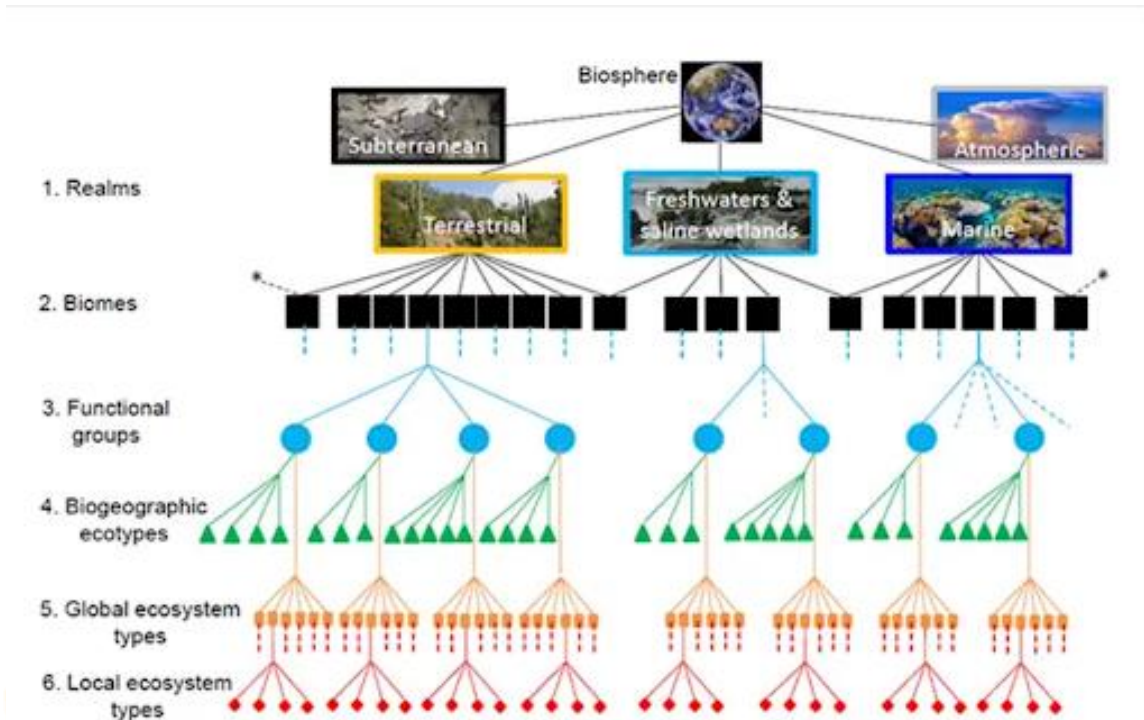 Biosphere
Subterranean
Atmospheric
1. Realms
Terrestrial
Freshwaters &
saline wetlands
Marine
2. Biomes
3. Functional
groups
4. Biogeographic
ecotypes
5. Global ecosystem
types
6. Local ecosystem
types